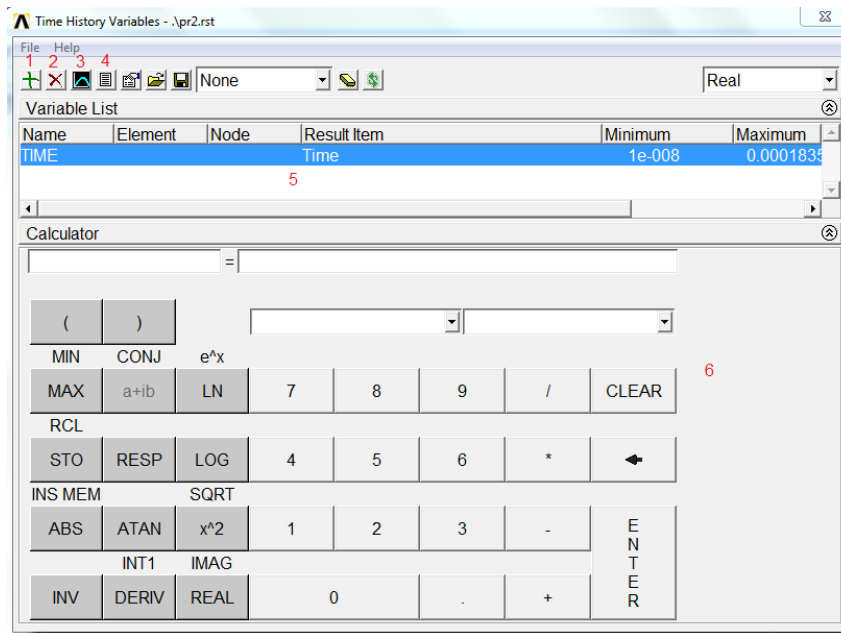 Time History Variables - .\pr2.rst
File Help
1 2 3 4
None Real
Variable List
Name Element Node Result Item Minimum Maximum
TIME Time 1e-008 0.0001835
5
Calculator
=
( )
MIN CONJ e^x
6
MAX a+ib LN 7 8 9 / CLEAR
RCL
STO RESP LOG 4 5 6 *
INS MEM SQRT
ABS ATAN x^2 1 2 3 - ENTER
INT1 IMAG
INV DERIV REAL 0 . +